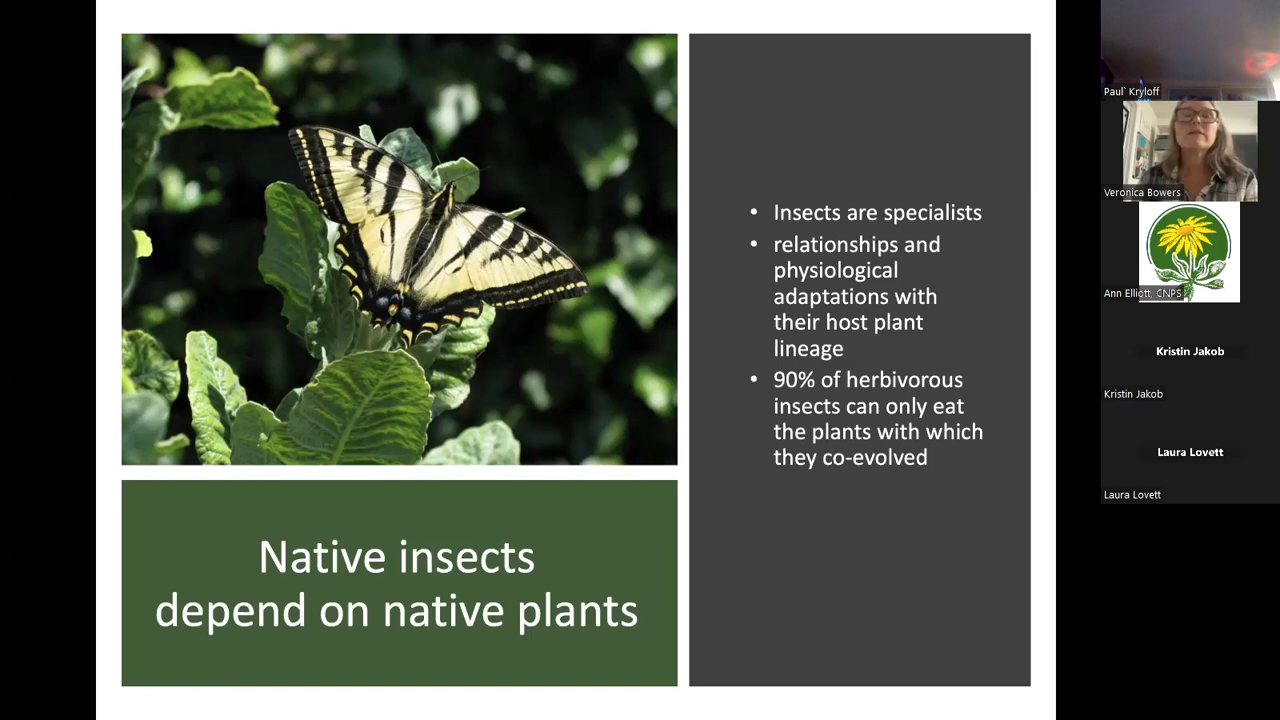 Insects are specialists
relationships and
physiological
adaptations with
their host plant
lineage
90% of herbivorous
insects can only eat
the plants with which
they co-evolved
Native insects
depend on native plants
Paul` Kryloff
Veronica Bowers
Ann Elliott, CNPS
Kristin Jakob
Kristin Jakob
Laura Lovett
Laura Lovett